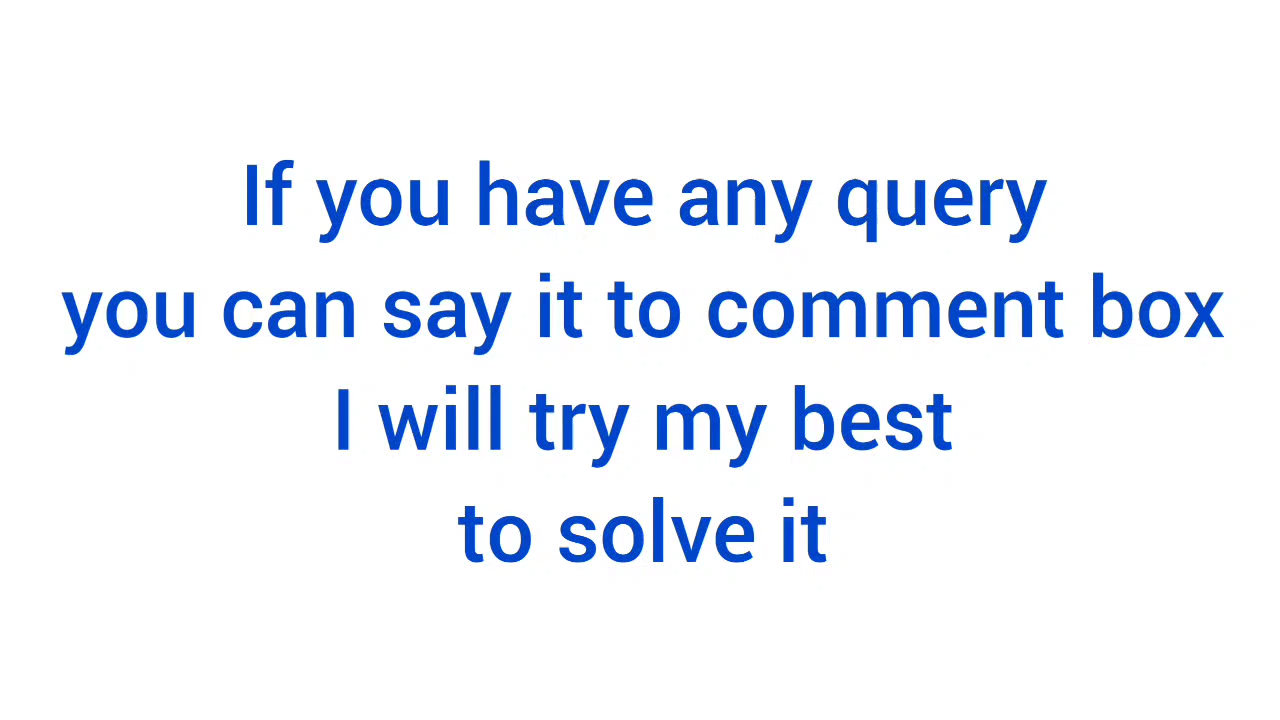 If you have any query
you can say it to comment box
I will try my best
to solve it